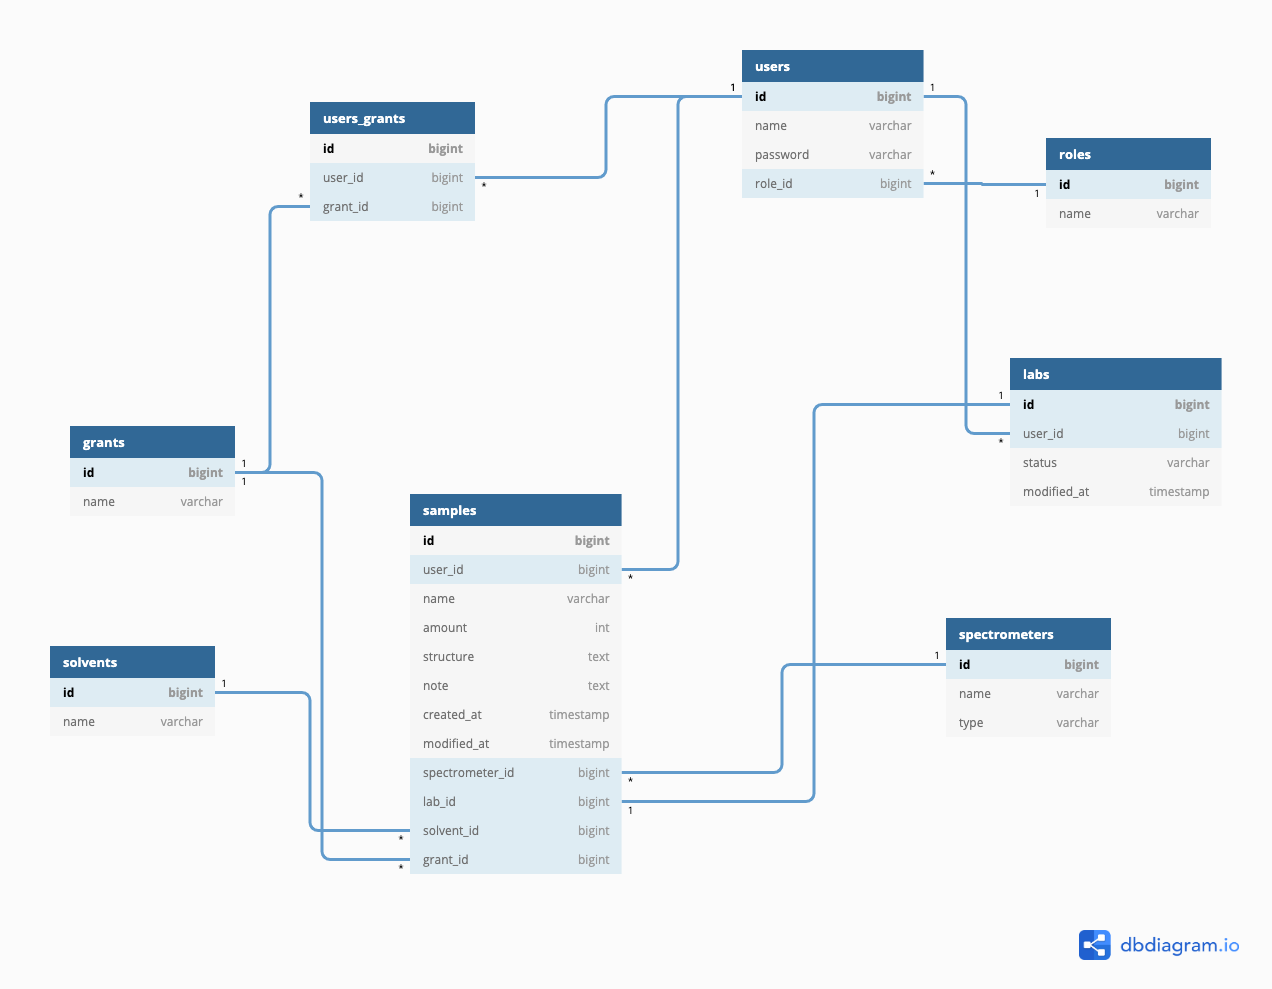 users
id bigint
name varchar
password varchar
role_id bigint
1
1
*
users_grants
id bigint
user_id bigint
grant_id bigint
*
*
roles
id bigint
name varchar
1
labs
id bigint
user_id bigint
status varchar
modified_at timestamp
1
*
grants
id bigint
name varchar
1
1
samples
id bigint
user_id bigint
name varchar
amount int
structure text
note text
created_at timestamp
modified_at timestamp
spectrometer_id bigint
lab_id bigint
solvent_id bigint
grant_id bigint
*
*
1
*
*
solvents
id bigint
name varchar
1
spectrometers
id bigint
name varchar
type varchar
1
dbdiagram.io